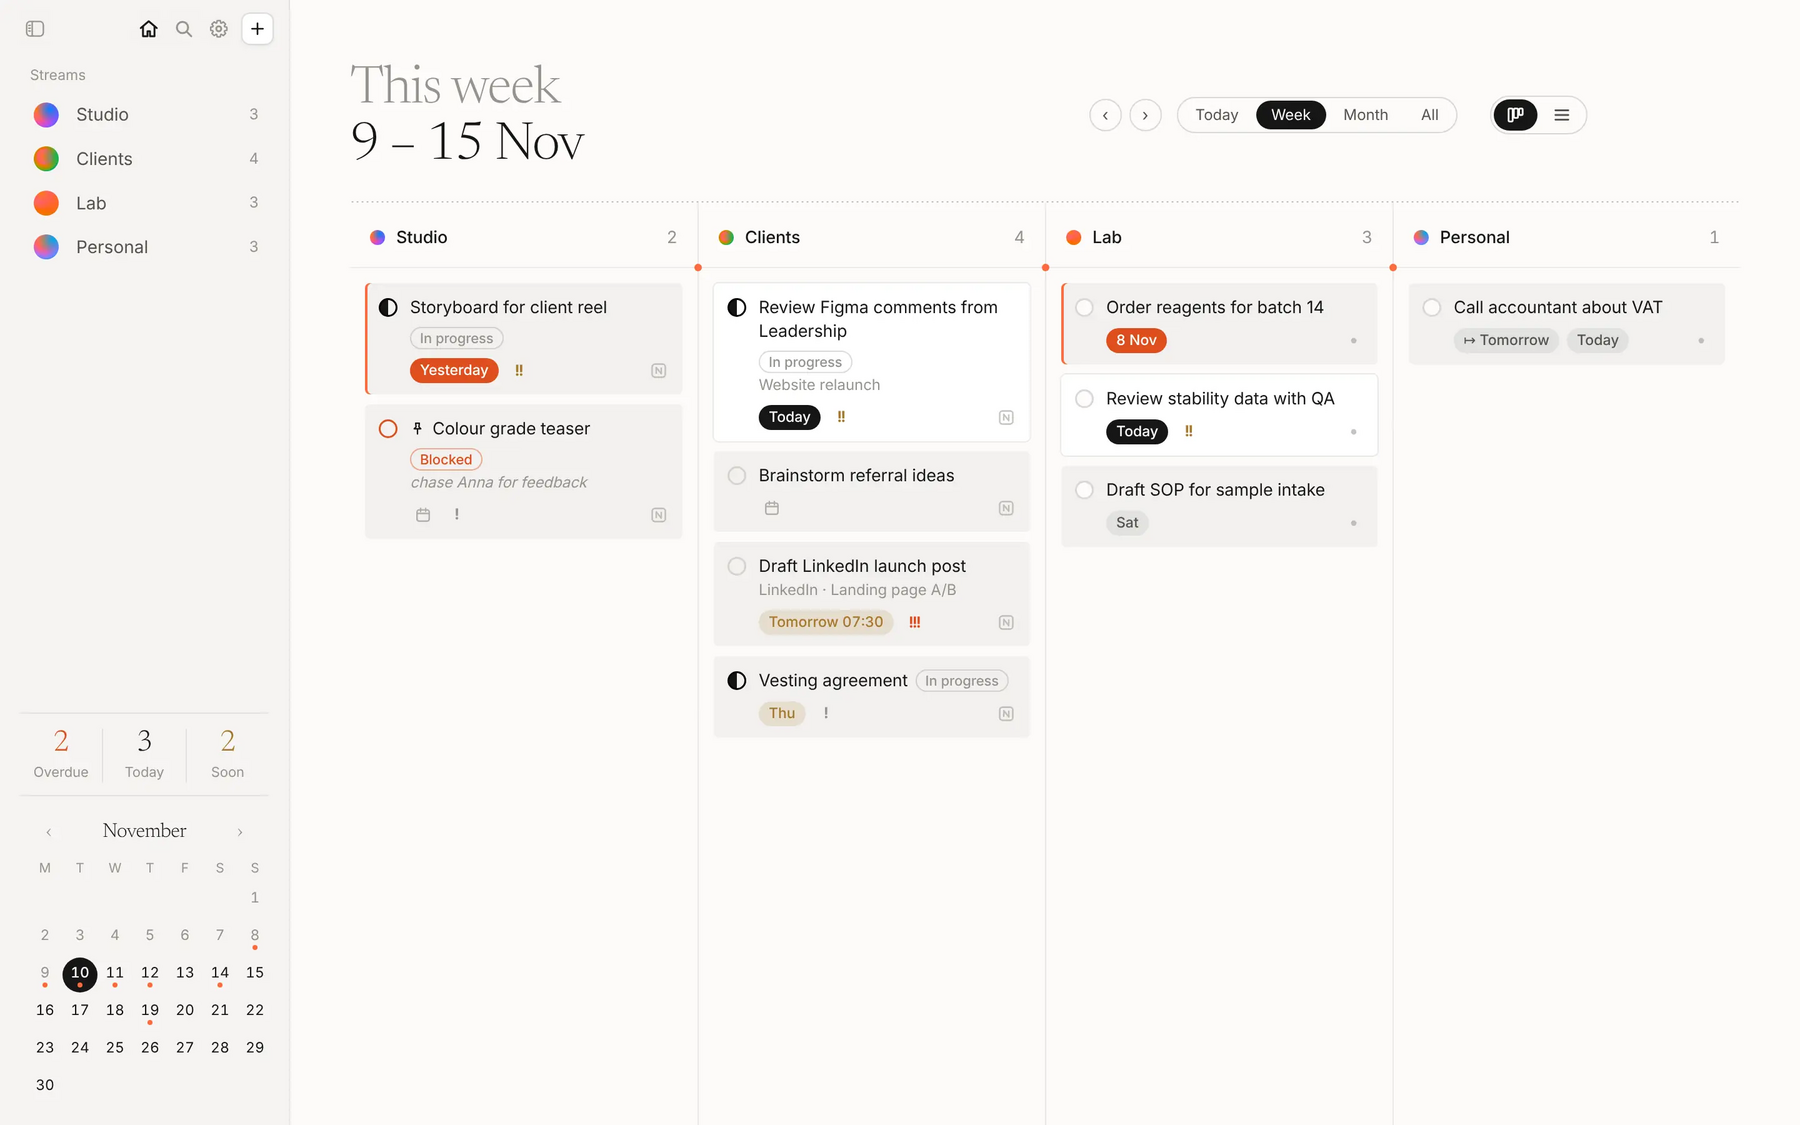 Streams
Studio 3
Clients 4
Lab 3
Personal 3
2 3 2
Overdue Today Soon
‹ November ›
M T W T F S S
1
2 3 4 5 6 7 8
9 10 11 12 13 14 15
16 17 18 19 20 21 22
23 24 25 26 27 28 29
30
This week
9 – 15 Nov
‹ › Today Week Month All
Studio 2
Storyboard for client reel
In progress
Yesterday !! N
Colour grade teaser
Blocked
chase Anna for feedback
! N
Clients 4
Review Figma comments from
Leadership
In progress
Website relaunch
Today !! N
Brainstorm referral ideas
N
Draft LinkedIn launch post
LinkedIn · Landing page A/B
Tomorrow 07:30 !!! N
Vesting agreement In progress
Thu ! N
Lab 3
Order reagents for batch 14
8 Nov
Review stability data with QA
Today !!
Draft SOP for sample intake
Sat
Personal 1
Call accountant about VAT
↦ Tomorrow Today